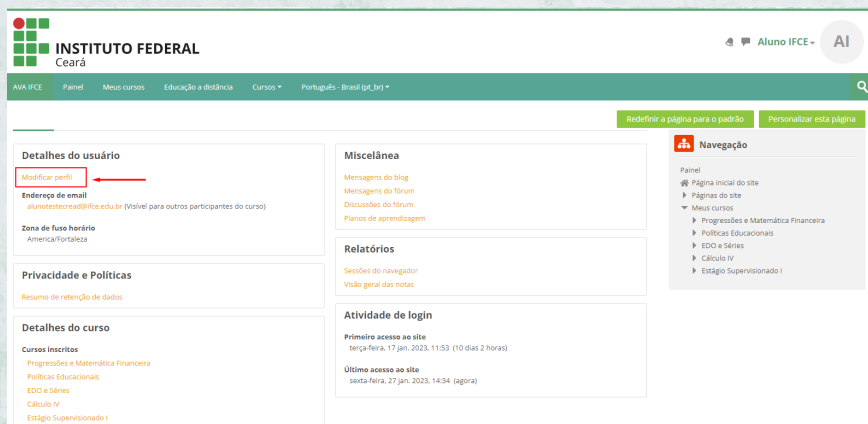 INSTITUTO FEDERAL
Ceará
Aluno IFCE
AI
AVA IFCE
Painel
Meus cursos
Educação a distância
Cursos
Português - Brasil (pt_br)
Redefinir a página para o padrão
Personalizar esta página
Detalhes do usuário
Modificar perfil
Endereço de email
alunotestecread@ifce.edu.br (Visível para outros participantes do curso)
Zona de fuso horário
America/Fortaleza
Privacidade e Políticas
Resumo de retenção de dados
Detalhes do curso
Cursos inscritos
Progressões e Matemática Financeira
Políticas Educacionais
EDO e Séries
Cálculo IV
Estágio Supervisionado I
Miscelânea
Mensagens do blog
Mensagens do fórum
Discussões do fórum
Planos de aprendizagem
Relatórios
Sessões do navegador
Visão geral das notas
Atividade de login
Primeiro acesso ao site
terça-feira, 17 jan. 2023, 11:53 (10 dias 2 horas)
Último acesso ao site
sexta-feira, 27 jan. 2023, 14:34 (agora)
Navegação
Painel
Página inicial do site
Páginas do site
Meus cursos
Progressões e Matemática Financeira
Políticas Educacionais
EDO e Séries
Cálculo IV
Estágio Supervisionado I